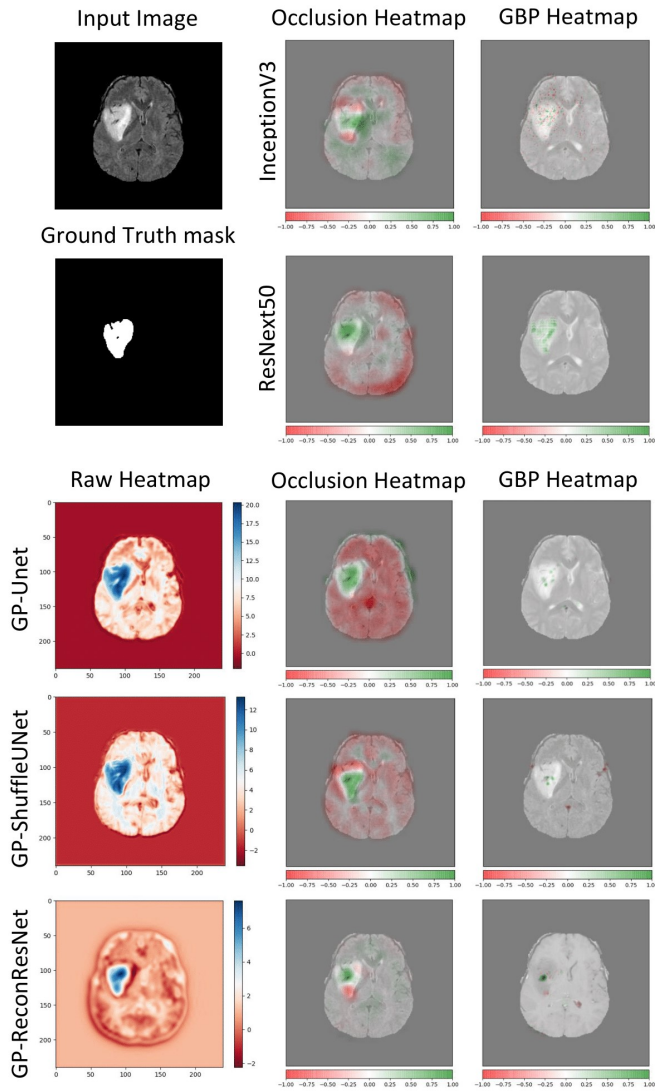 Input Image
Occlusion Heatmap
GBP Heatmap
InceptionV3
−1.00 −0.75 −0.50 −0.25 0.00 0.25 0.50 0.75 1.00
−1.00 −0.75 −0.50 −0.25 0.00 0.25 0.50 0.75 1.00
Ground Truth mask
ResNext50
−1.00 −0.75 −0.50 −0.25 0.00 0.25 0.50 0.75 1.00
−1.00 −0.75 −0.50 −0.25 0.00 0.25 0.50 0.75 1.00
Raw Heatmap
Occlusion Heatmap
GBP Heatmap
GP-Unet
0
50
100
150
200
0 50 100 150 200
20.0
17.5
15.0
12.5
10.0
7.5
5.0
2.5
0.0
−1.00 −0.75 −0.50 −0.25 0.00 0.25 0.50 0.75 1.00
−1.00 −0.75 −0.50 −0.25 0.00 0.25 0.50 0.75 1.00
GP-ShuffleUNet
0
50
100
150
200
0 50 100 150 200
12
10
8
6
4
2
0
−2
−1.00 −0.75 −0.50 −0.25 0.00 0.25 0.50 0.75 1.00
−1.00 −0.75 −0.50 −0.25 0.00 0.25 0.50 0.75 1.00
GP-ReconResNet
0
50
100
150
200
0 50 100 150 200
6
4
2
0
−2
−1.00 −0.75 −0.50 −0.25 0.00 0.25 0.50 0.75 1.00
−1.00 −0.75 −0.50 −0.25 0.00 0.25 0.50 0.75 1.00